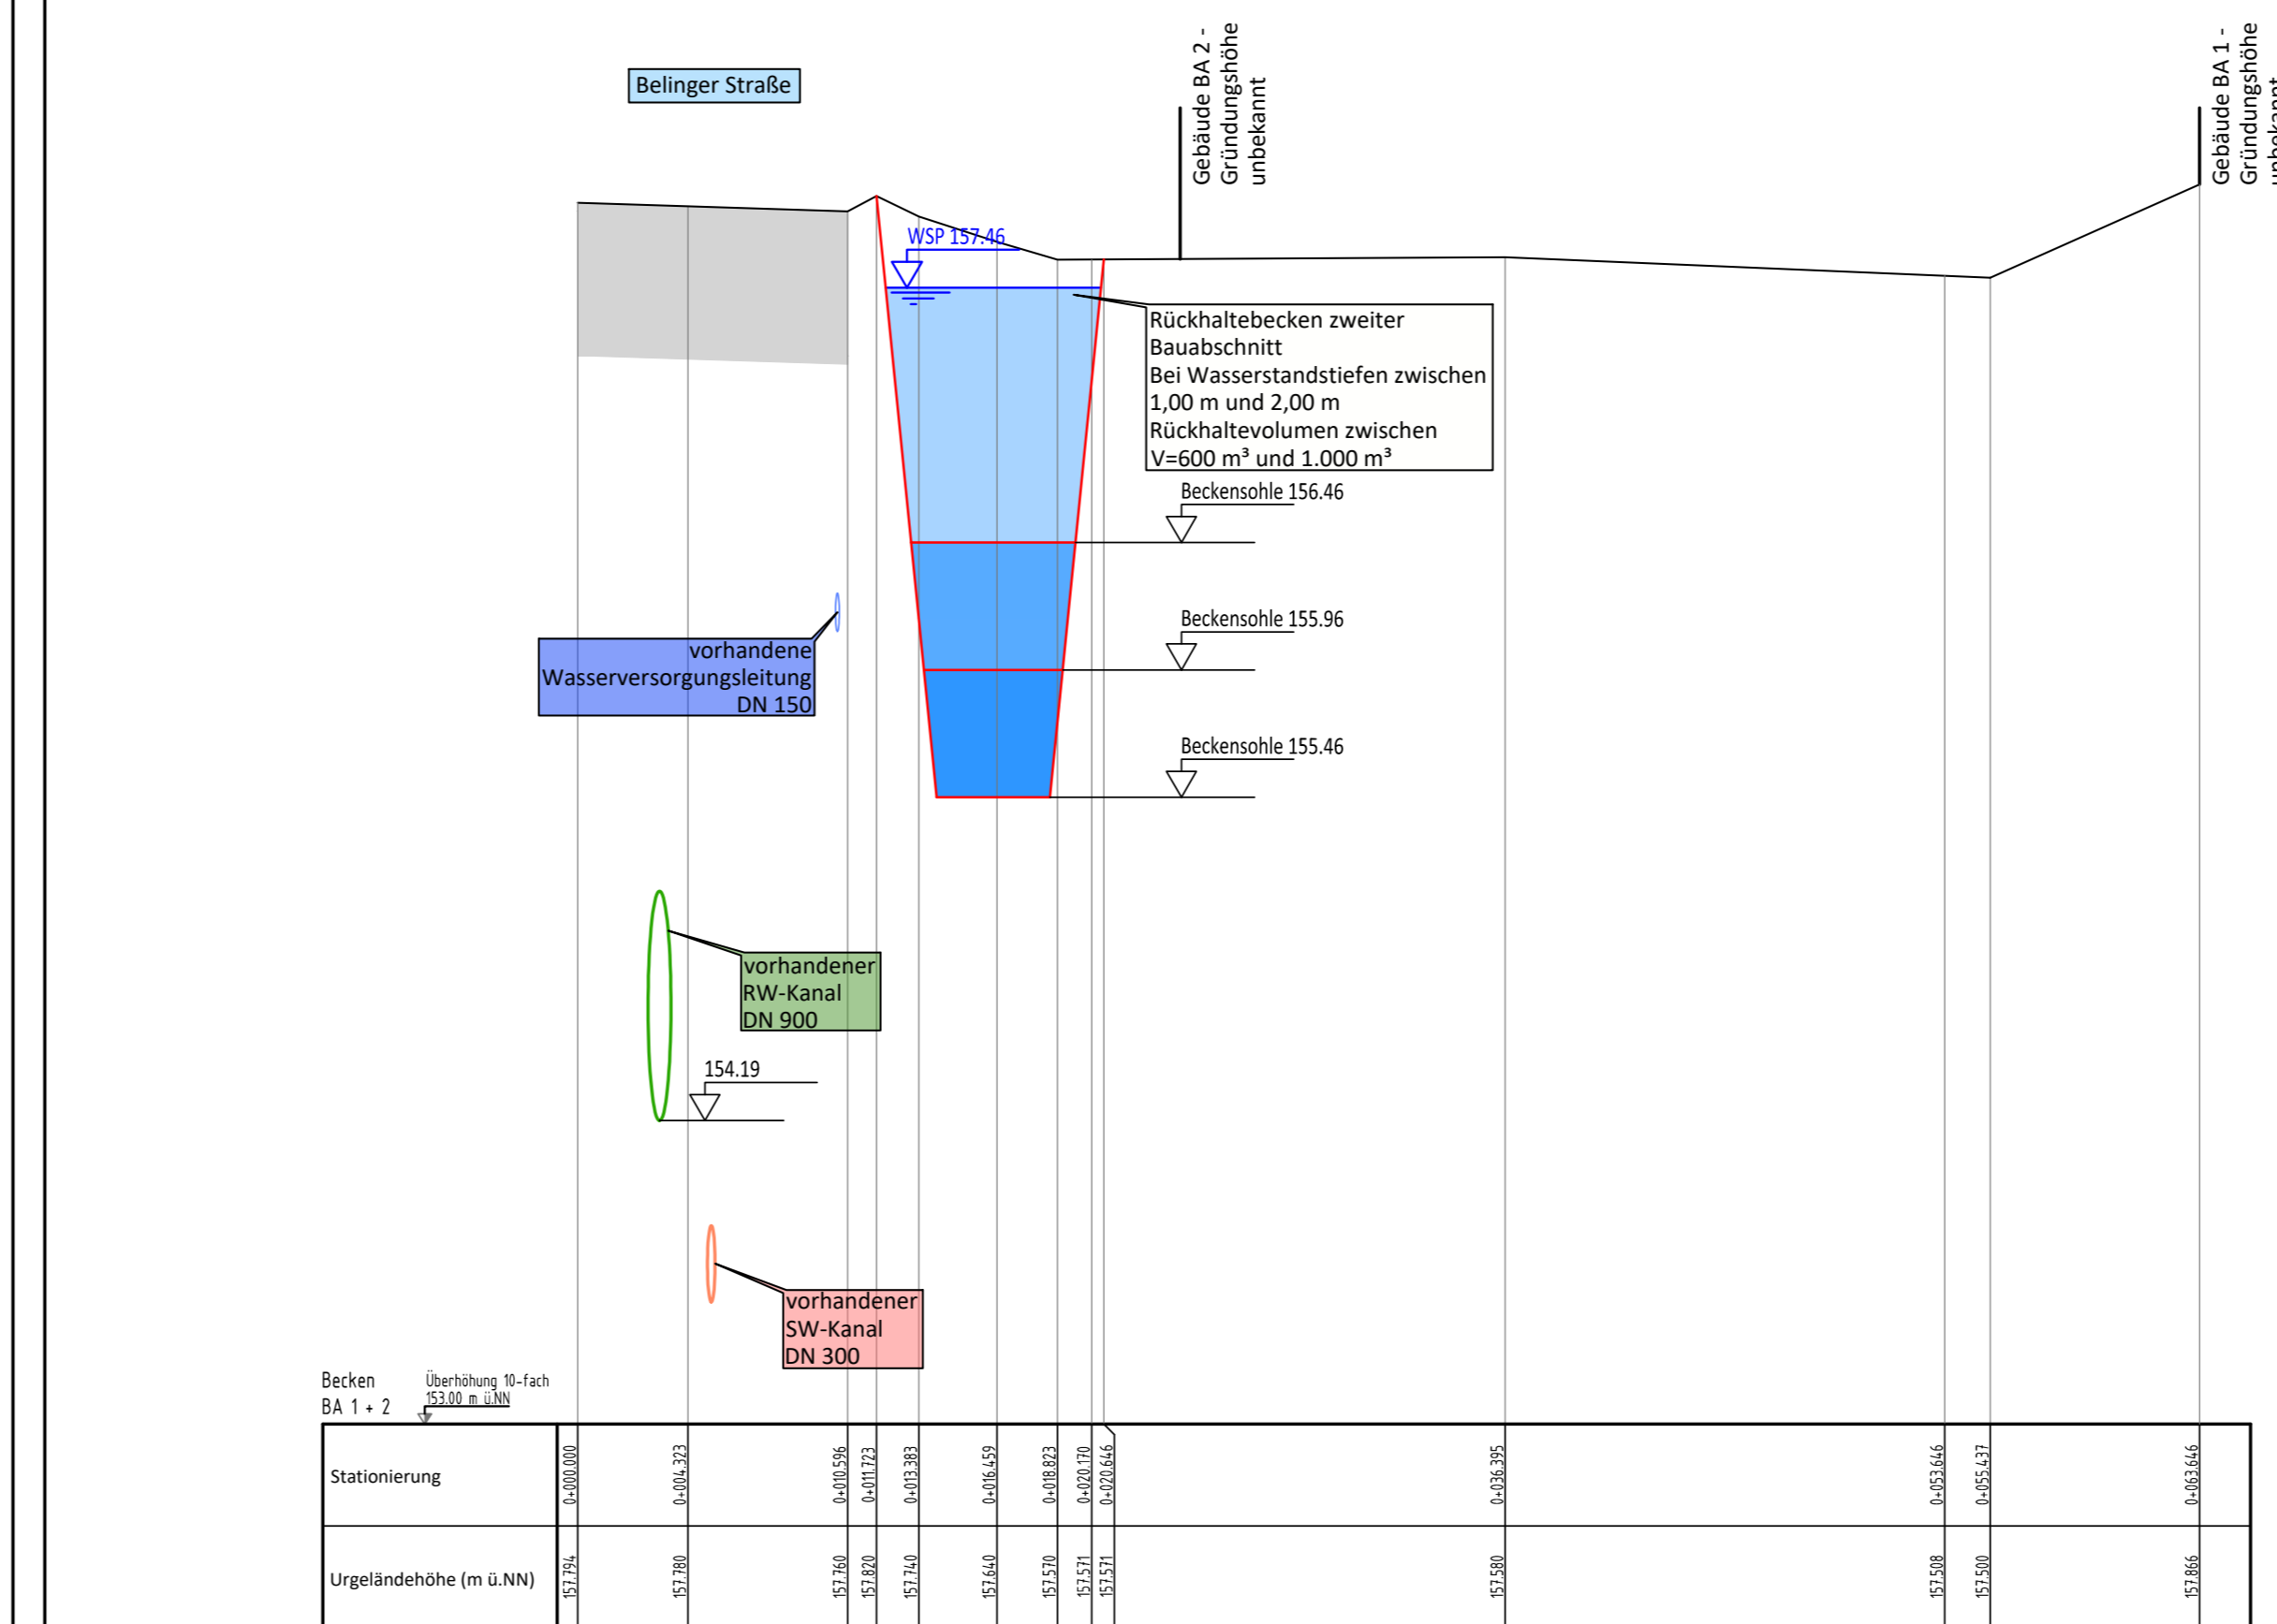 Belinger Straße
Gebäude BA 2 -
Gründungshöhe
unbekannt
Gebäude BA 1 -
Gründungshöhe
unbekannt
WSP 157.46
Rückhaltebecken zweiter
Bauabschnitt
Bei Wasserstandstiefen zwischen
1,00 m und 2,00 m
Rückhaltevolumen zwischen
V=600 m³ und 1.000 m³
Beckensohle 156.46
Beckensohle 155.96
Beckensohle 155.46
vorhandene
Wasserversorgungsleitung
DN 150
vorhandener
RW-Kanal
DN 900
154.19
vorhandener
SW-Kanal
DN 300
Becken
BA 1 + 2
Überhöhung 10-fach
153.00 m ü.NN
Stationierung
0+000.000
0+004.323
0+010.596
0+011.723
0+013.383
0+016.459
0+018.823
0+020.170
0+020.646
0+036.395
0+053.646
0+055.437
0+063.646
Urgeländehöhe (m ü.NN)
157.794
157.780
157.760
157.820
157.740
157.640
157.570
157.571
157.571
157.580
157.508
157.500
157.866